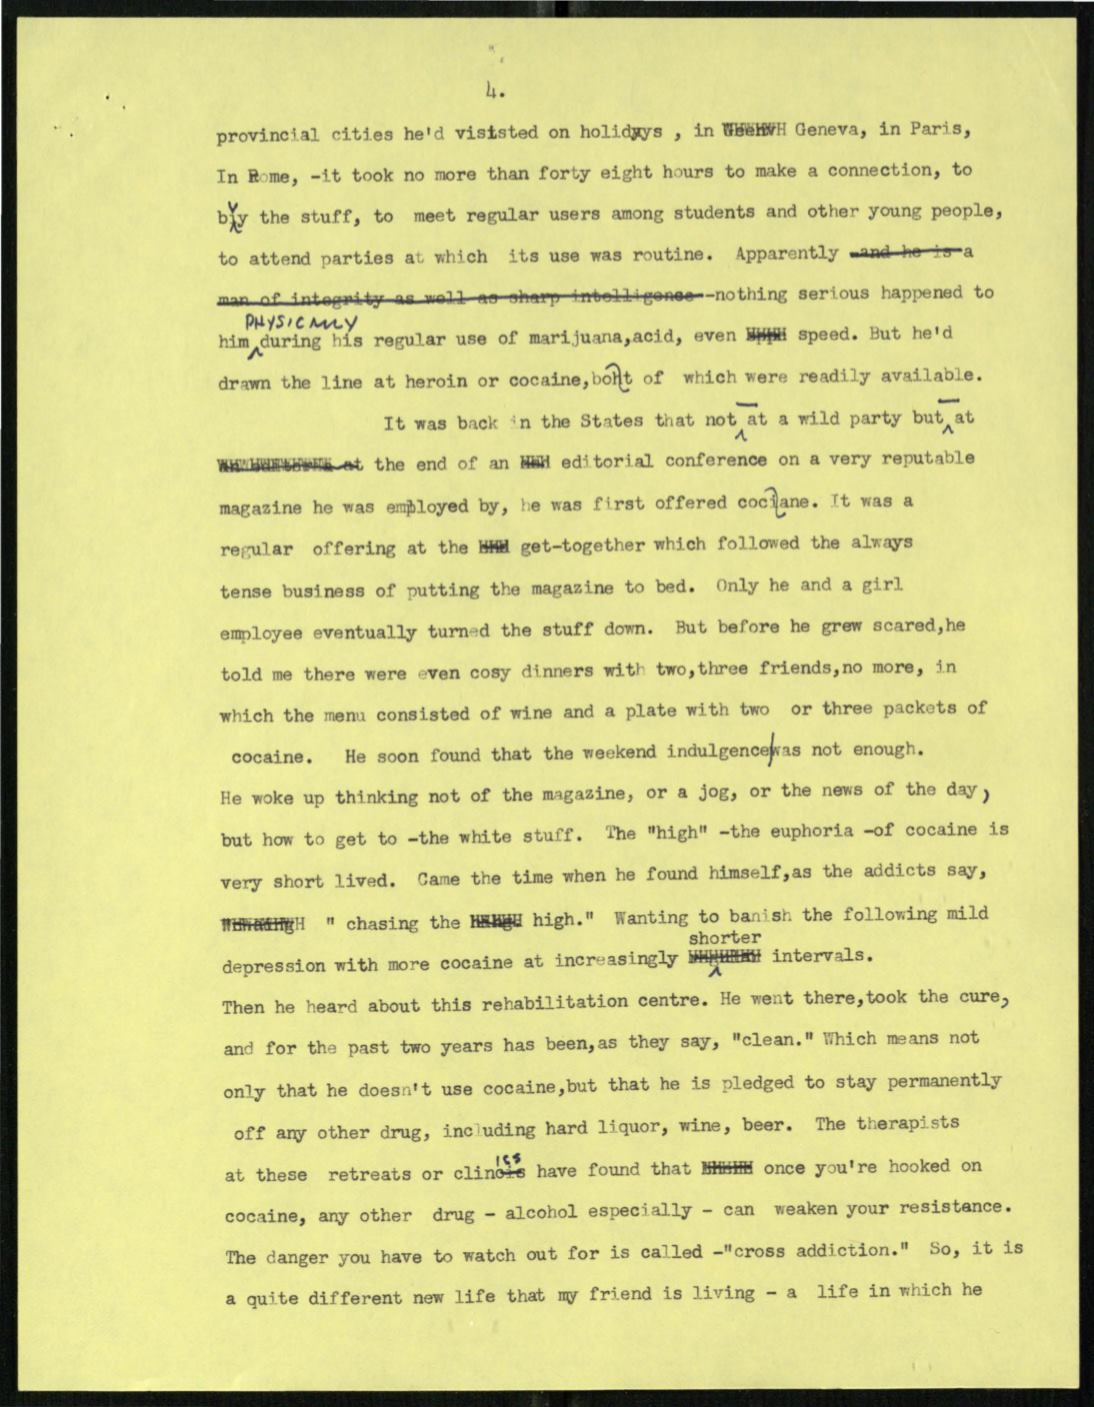 4.
provincial cities he'd visisted on holidyys , in Geneva, in Paris,
In Rome, -it took no more than forty eight hours to make a connection, to
buy the stuff, to meet regular users among students and other young people,
to attend parties at which its use was routine. Apparently -and he is a
man of integrity as well as sharp intelligence--nothing serious happened to
PHYSICALLY
him during his regular use of marijuana,acid, even speed. But he'd
drawn the line at heroin or cocaine,boht of which were readily available.
It was back in the States that not at a wild party but at
at the end of an editorial conference on a very reputable
magazine he was employed by, he was first offered cociane. It was a
regular offering at the get-together which followed the always
tense business of putting the magazine to bed. Only he and a girl
employee eventually turned the stuff down. But before he grew scared,he
told me there were even cosy dinners with two,three friends,no more, in
which the menu consisted of wine and a plate with two or three packets of
cocaine. He soon found that the weekend indulgence was not enough.
He woke up thinking not of the magazine, or a jog, or the news of the day,
but how to get to -the white stuff. The "high" -the euphoria -of cocaine is
very short lived. Came the time when he found himself,as the addicts say,
" chasing the high." Wanting to banish the following mild
shorter
depression with more cocaine at increasingly intervals.
Then he heard about this rehabilitation centre. He went there,took the cure,
and for the past two years has been,as they say, "clean." Which means not
only that he doesn't use cocaine,but that he is pledged to stay permanently
off any other drug, including hard liquor, wine, beer. The therapists
at these retreats or clinics have found that once you're hooked on
cocaine, any other drug - alcohol especially - can weaken your resistance.
The danger you have to watch out for is called -"cross addiction." So, it is
a quite different new life that my friend is living - a life in which he